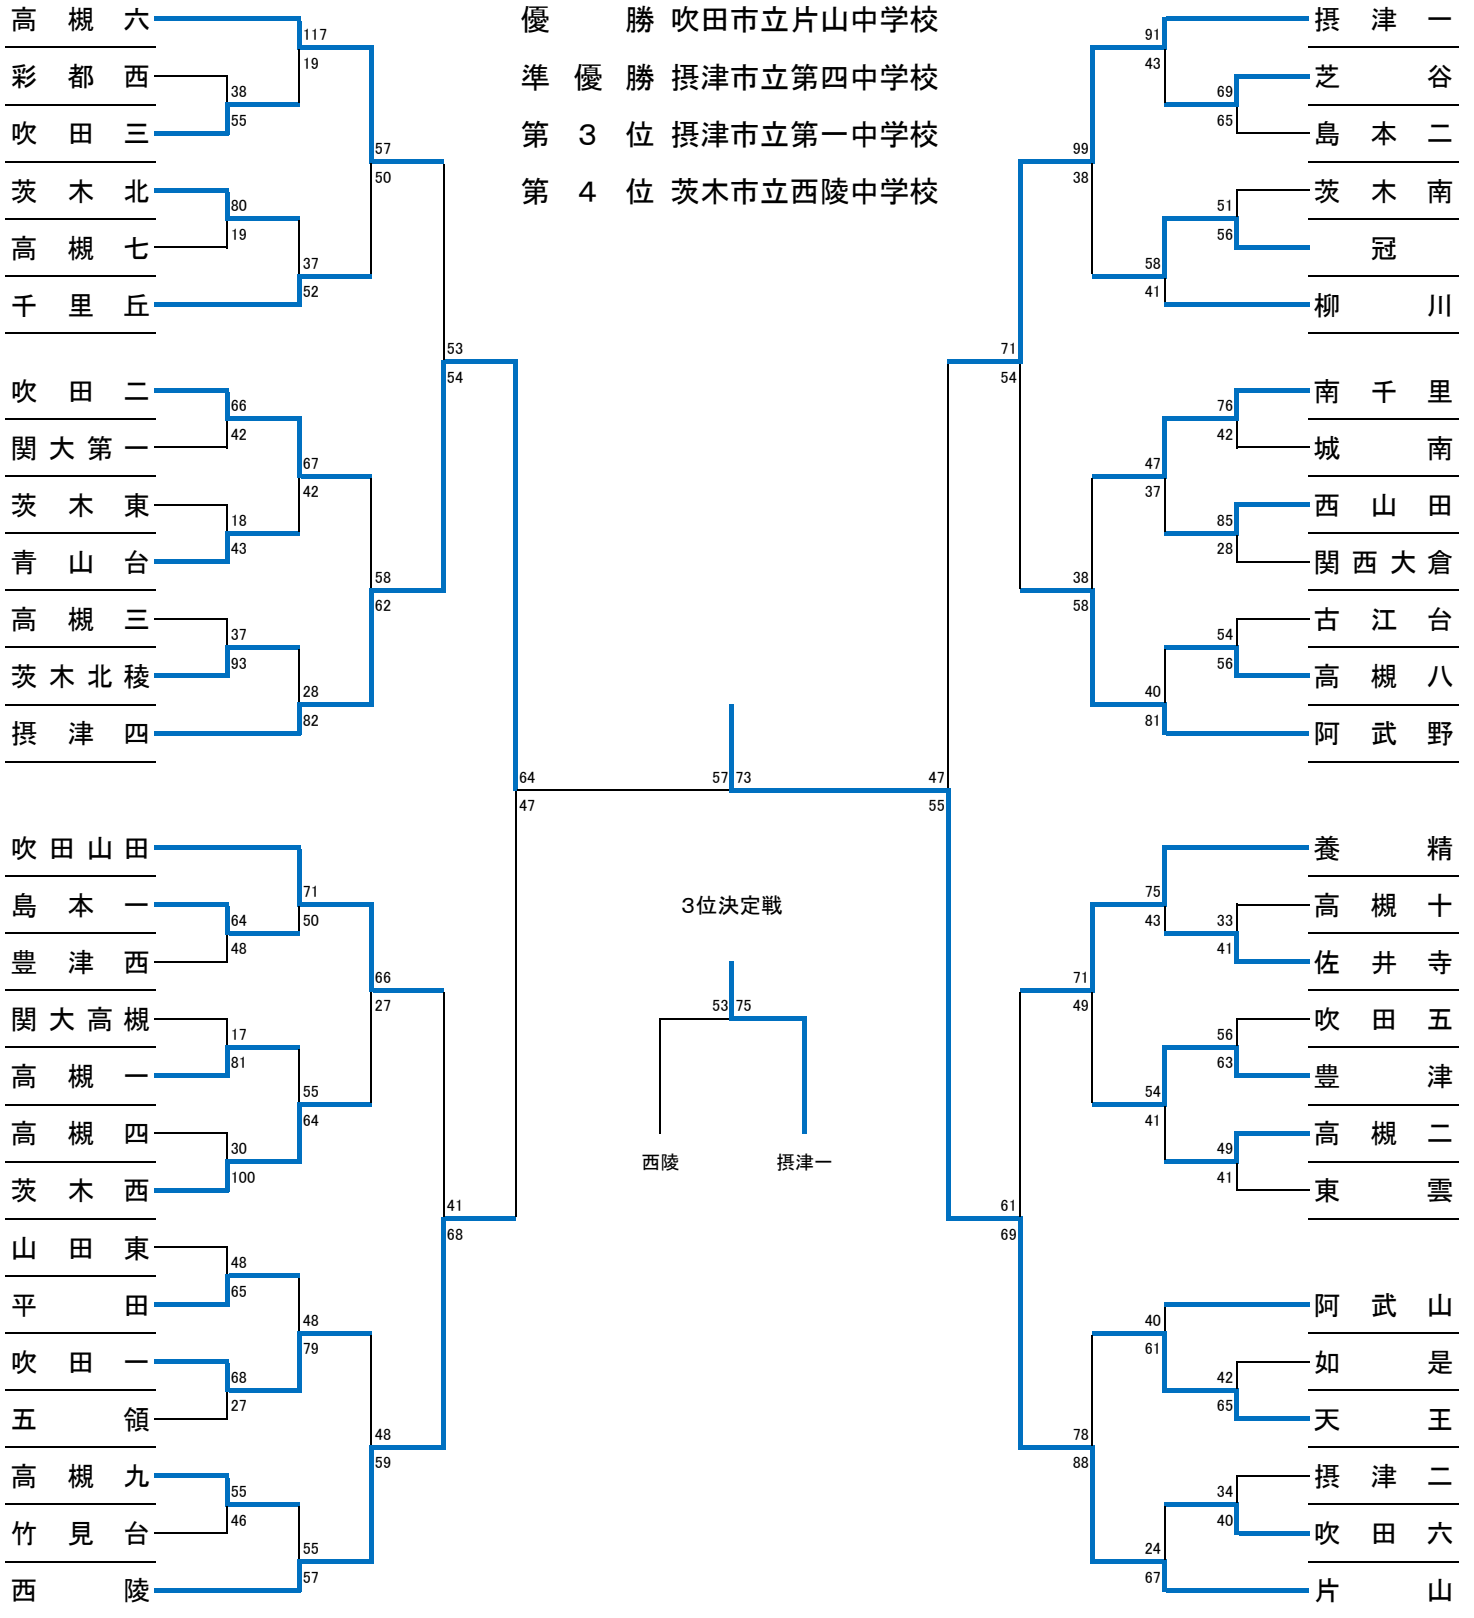 優勝 吹田市立片山中学校
準優勝 摂津市立第四中学校
第3位 摂津市立第一中学校
第4位 茨木市立西陵中学校
高槻六
彩都西
吹田三
茨木北
高槻七
千里丘
吹田二
関大第一
茨木東
青山台
高槻三
茨木北稜
摂津四
吹田山田
島本一
豊津西
関大高槻
高槻一
高槻四
茨木西
山田東
平田
吹田一
五領
高槻九
竹見台
西陵
117
19
38
55
57
50
80
19
37
52
53
54
66
42
67
42
18
43
58
62
37
93
28
82
64
47
71
50
64
48
66
27
17
81
55
64
30
100
41
68
48
65
48
79
68
27
48
59
55
46
55
57
57 73
3位決定戦
53 75
西陵 摂津一
91
43
69
65
99
38
51
56
58
41
71
54
76
42
47
37
85
28
38
58
54
56
40
81
47
55
75
43
33
41
71
49
56
63
54
41
49
41
61
69
40
61
42
65
78
88
34
40
24
67
摂津一
芝谷
島本二
茨木南
冠
柳川
南千里
城南
西山田
関西大倉
古江台
高槻八
阿武野
養精
高槻十
佐井寺
吹田五
豊津
高槻二
東雲
阿武山
如是
天王
摂津二
吹田六
片山